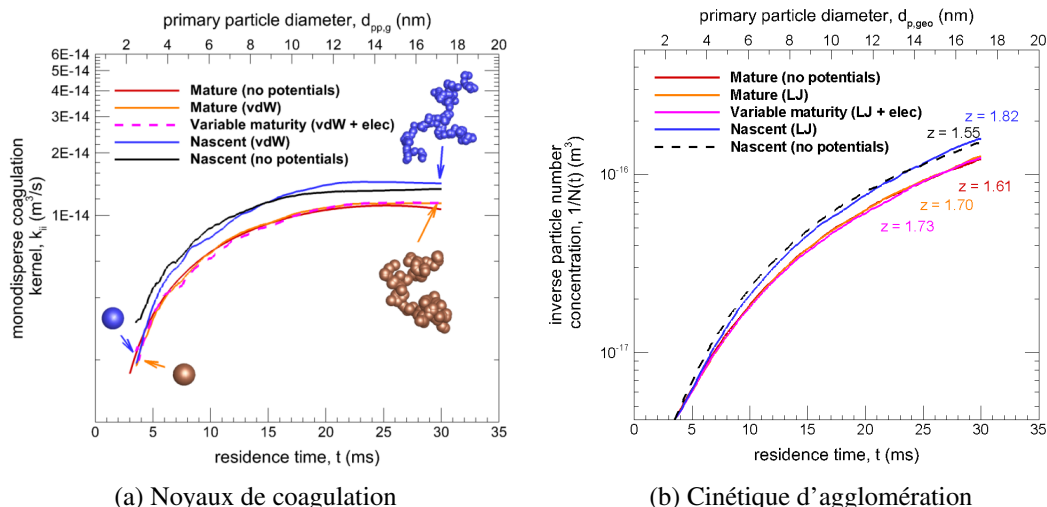 primary particle diameter, dpp,g (nm)
0 2 4 6 8 10 12 14 16 18 20
6E-14
5E-14
4E-14
3E-14
2E-14
1E-14
monodisperse coagulation
kernel, kii (m³/s)
Mature (no potentials)
Mature (vdW)
Variable maturity (vdW + elec)
Nascent (vdW)
Nascent (no potentials)
0 5 10 15 20 25 30 35
residence time, t (ms)
(a) Noyaux de coagulation
primary particle diameter, dp,geo (nm)
0 2 4 6 8 10 12 14 16 18 20
10-16
10-17
inverse particle number
concentration, 1/N(t) (m³)
Mature (no potentials)
Mature (LJ)
Variable maturity (LJ + elec)
Nascent (LJ)
Nascent (no potentials)
z = 1.82
z = 1.55
z = 1.61
z = 1.70
z = 1.73
0 5 10 15 20 25 30 35
residence time, t (ms)
(b) Cinétique d'agglomération